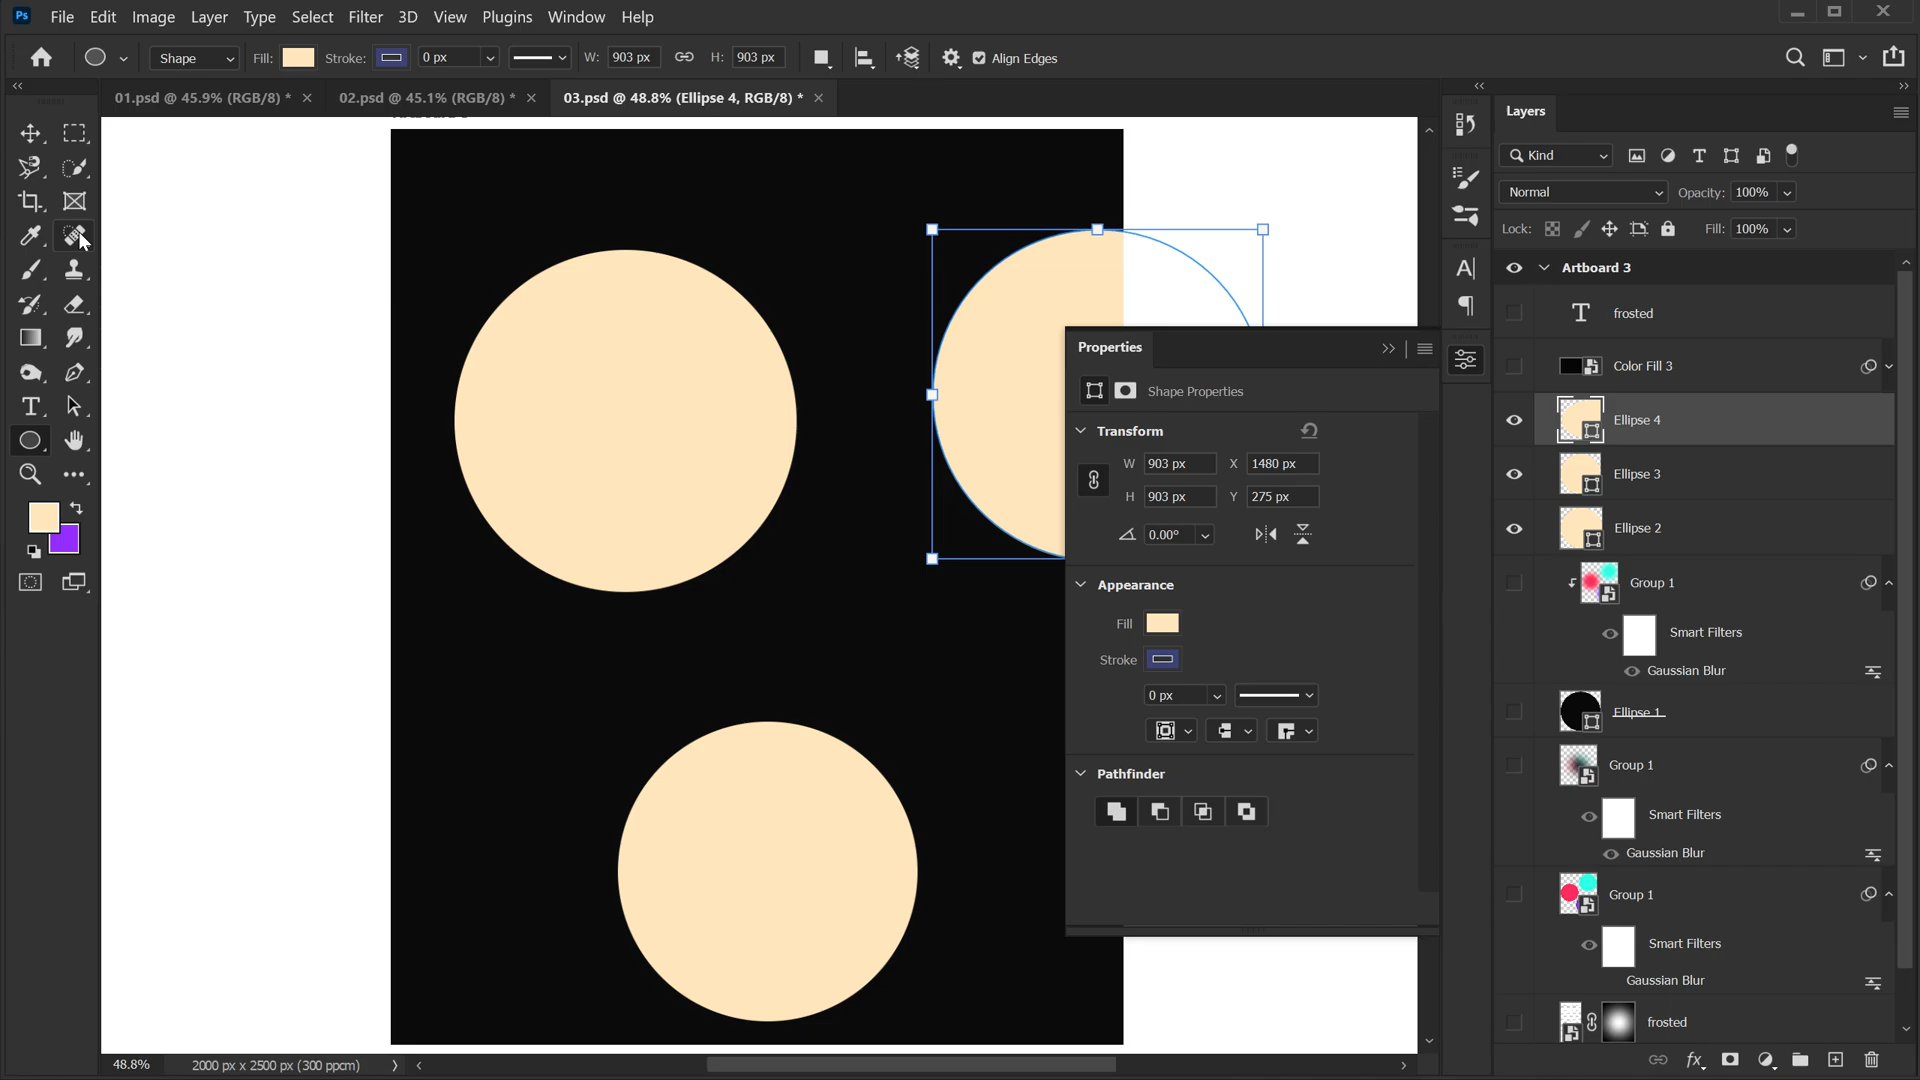 Ps File Edit Image Layer Type Select Filter 3D View Plugins Window Help
Shape Fill: Stroke: 0 px W: 903 px H: 903 px Align Edges
01.psd @ 45.9% (RGB/8) * 02.psd @ 45.1% (RGB/8) * 03.psd @ 48.8% (Ellipse 4, RGB/8) *
Layers
Kind
Normal Opacity: 100%
Lock: Fill: 100%
Artboard 3
frosted
Color Fill 3
Ellipse 4
Ellipse 3
Ellipse 2
Group 1
Smart Filters
Gaussian Blur
Ellipse 1
Group 1
Smart Filters
Gaussian Blur
Group 1
Smart Filters
Gaussian Blur
frosted
Properties
Shape Properties
Transform
W 903 px X 1480 px
H 903 px Y 275 px
0.00°
Appearance
Fill
Stroke
0 px
Pathfinder
48.8% 2000 px x 2500 px (300 ppcm)